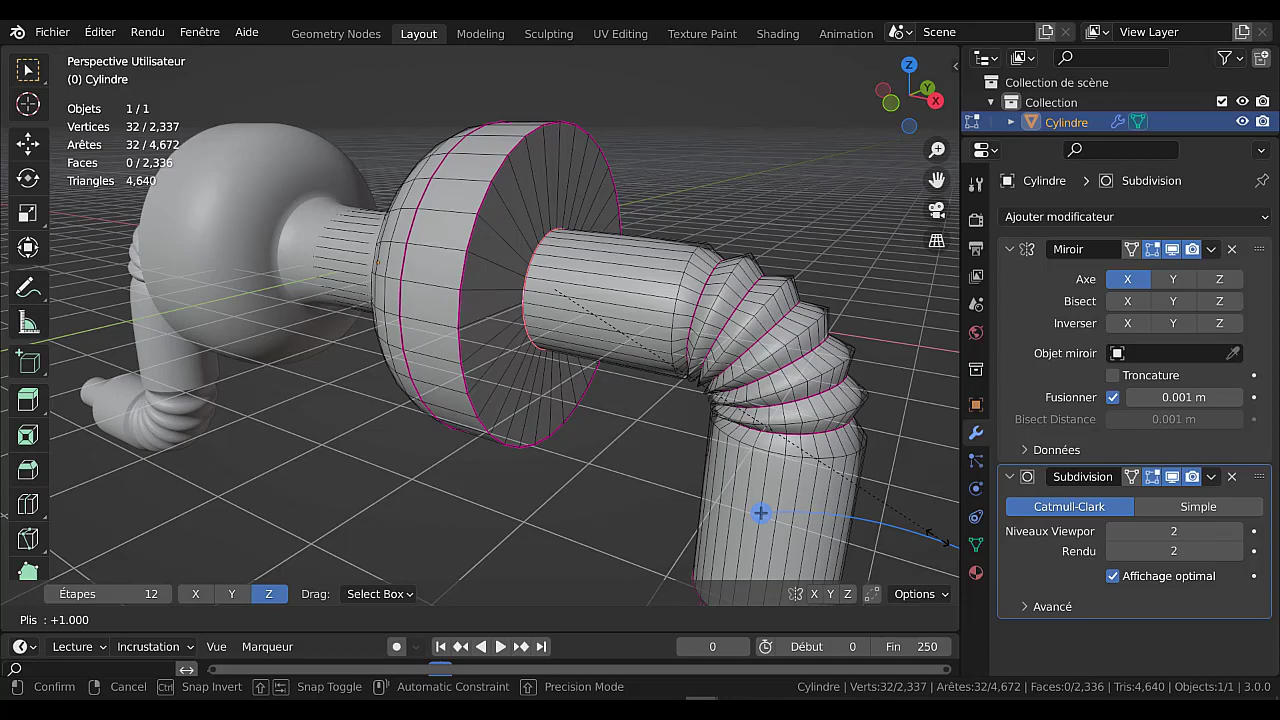 Fichier Éditer Rendu Fenêtre Aide Geometry Nodes Layout Modeling Sculpting UV Editing Texture Paint Shading Animation Scene View Layer
Perspective Utilisateur
(0) Cylindre
Objets 1 / 1
Vertices 32 / 2,337
Arêtes 32 / 4,672
Faces 0 / 2,336
Triangles 4,640
Z
Y
X
Collection de scène
Collection
Cylindre
Cylindre > Subdivision
Ajouter modificateur
Miroir
Axe X Y Z
Bisect X Y Z
Inverser X Y Z
Objet miroir
Troncature
Fusionner 0.001 m
Bisect Distance 0.001 m
Données
Subdivision
Catmull-Clark Simple
Niveaux Viewpor 2
Rendu 2
Affichage optimal
Avancé
Étapes 12 X Y Z Drag: Select Box X Y Z Options
Plis : +1.000
Lecture Incrustation Vue Marqueur 0 Début 0 Fin 250
Confirm Cancel Ctrl Snap Invert Snap Toggle Automatic Constraint Precision Mode Cylindre | Verts:32/2,337 | Arêtes:32/4,672 | Faces:0/2,336 | Tris:4,640 | Objects:1/1 | 3.0.0